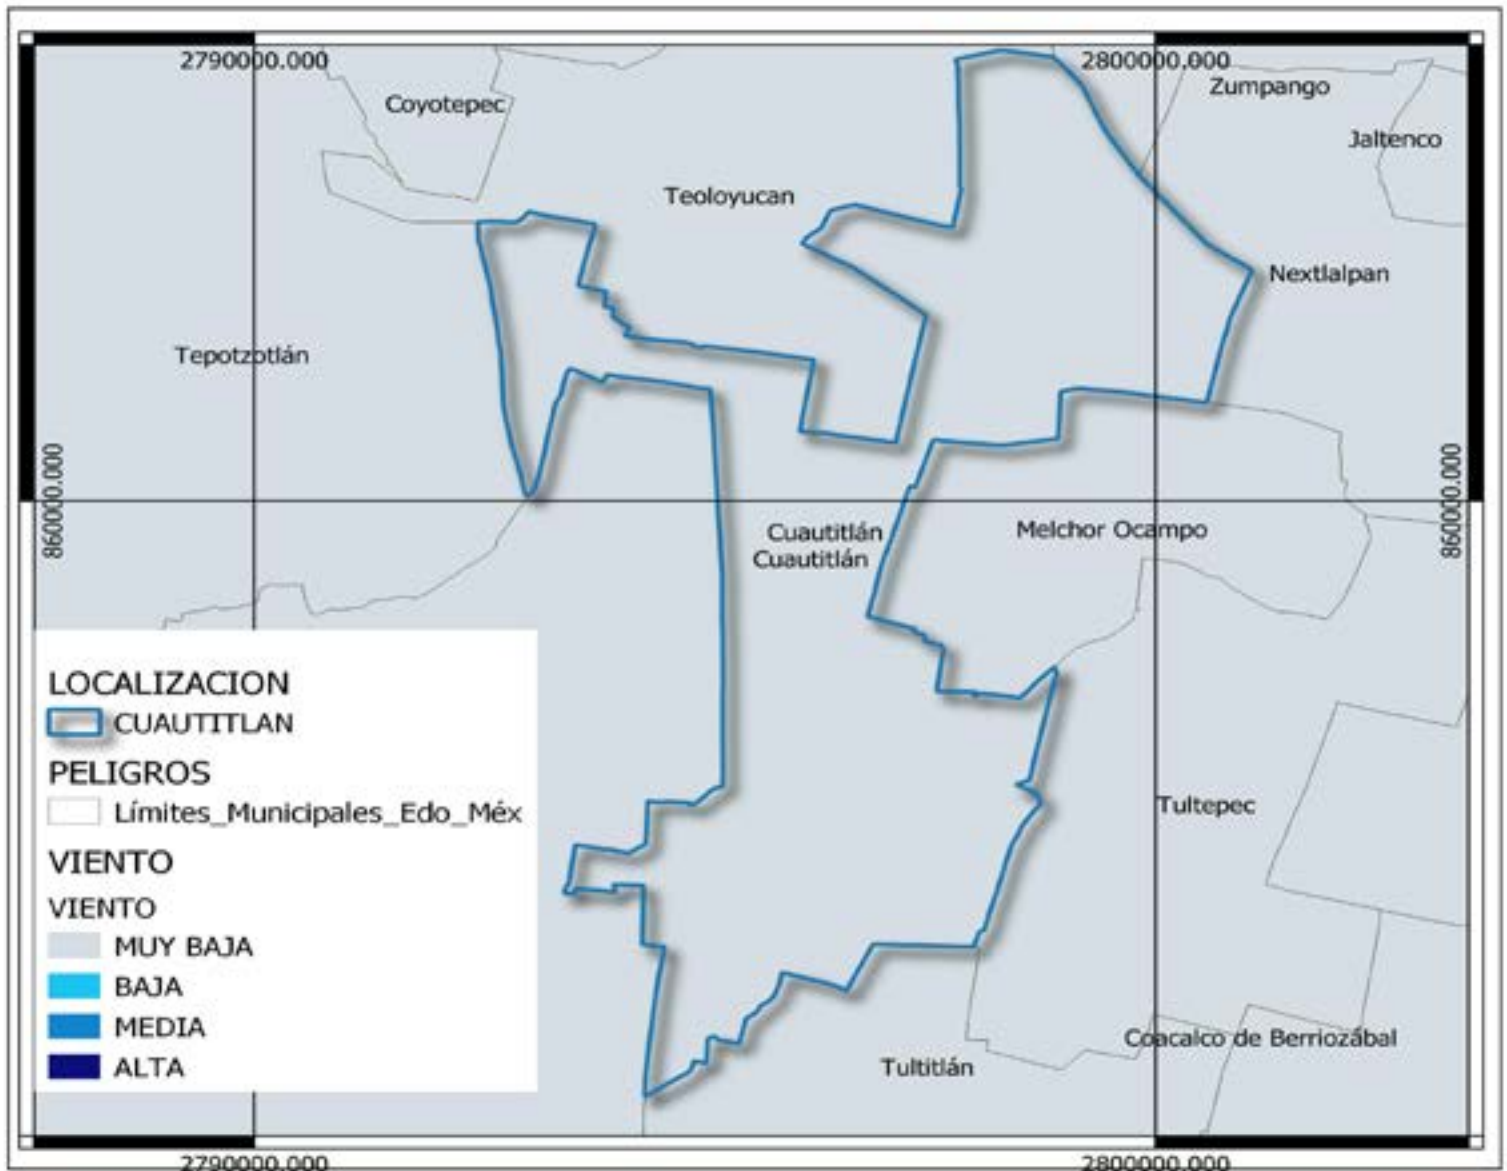 2790000.000
2800000.000
Zumpango
Coyotepec
Jaltenco
Teoloyucan
Nextlalpan
Tepotzotlán
860000.000
860000.000
Cuautitlán
Cuautitlán
Melchor Ocampo
Tultepec
Coacalco de Berriozábal
Tultitlán
LOCALIZACION
CUAUTITLAN
PELIGROS
Límites_Municipales_Edo_Méx
VIENTO
VIENTO
MUY BAJA
BAJA
MEDIA
ALTA
2790000.000
2800000.000